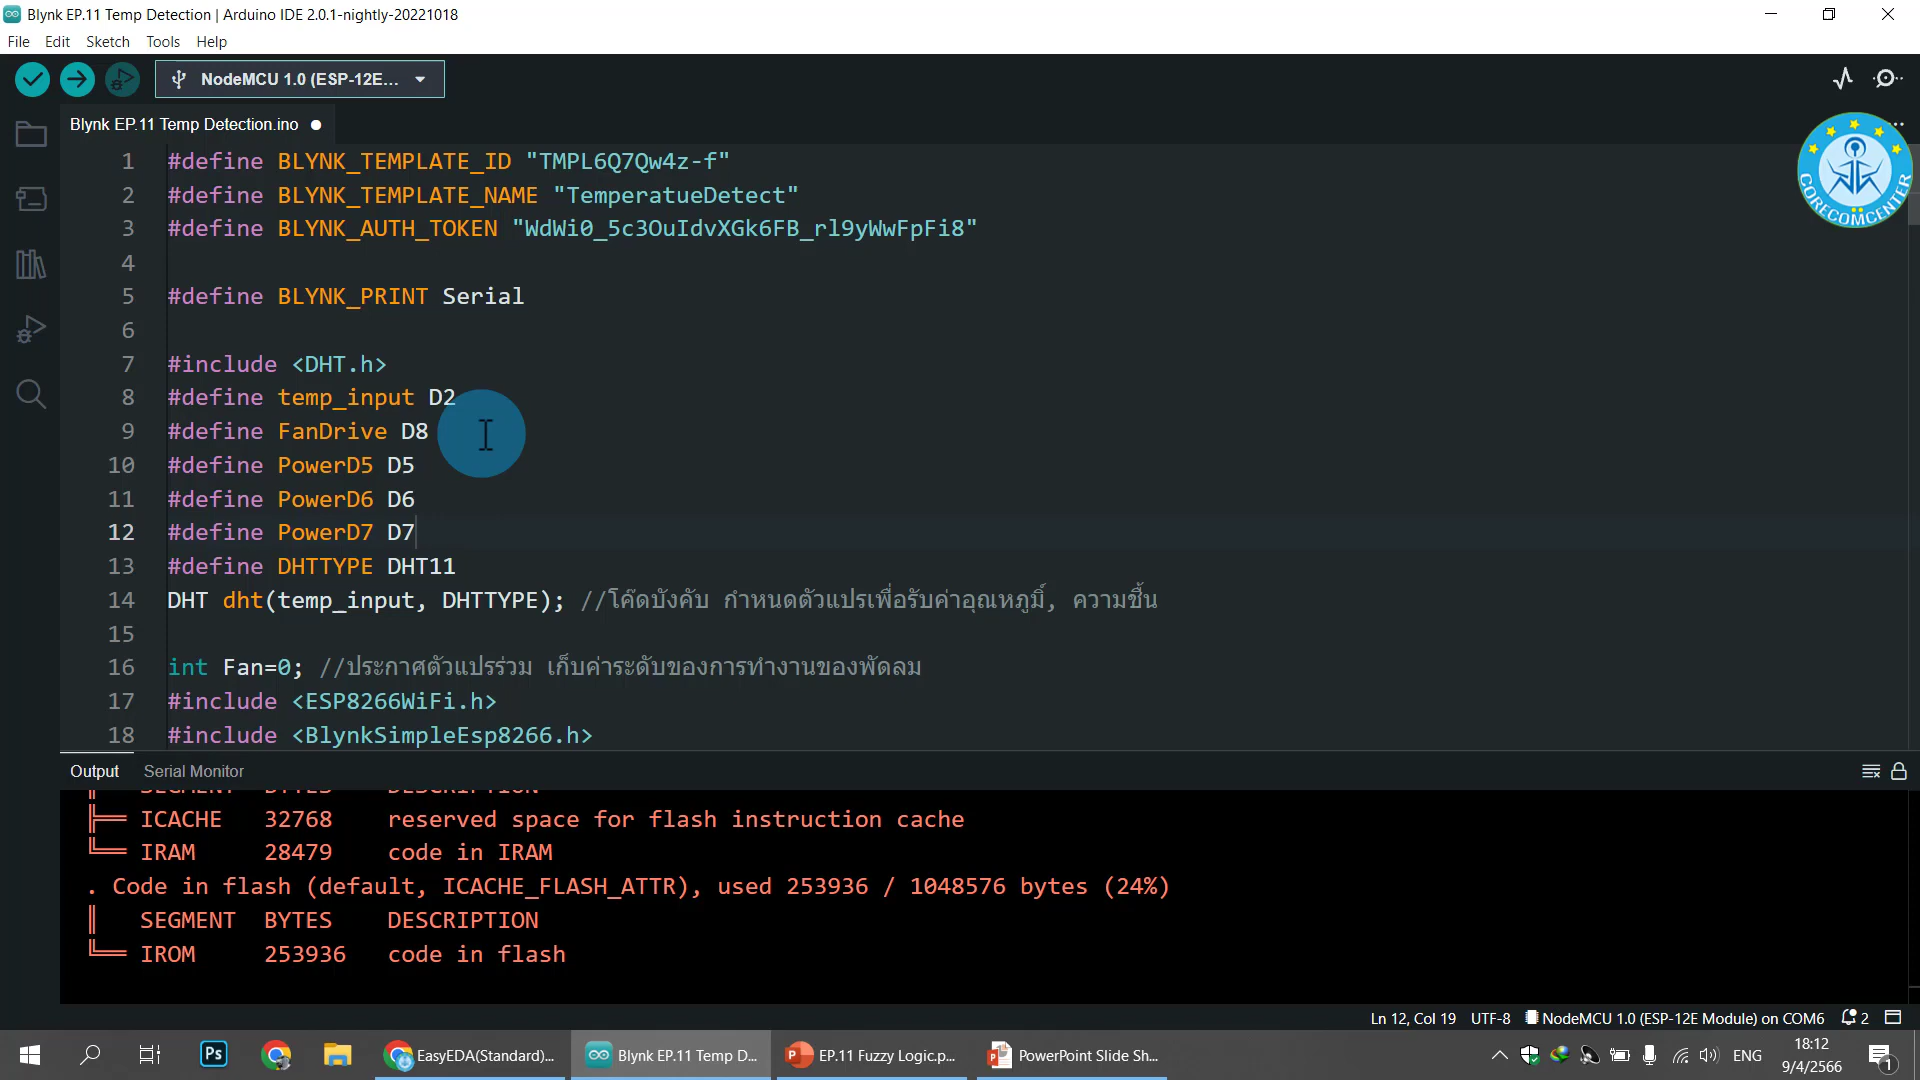 Blynk EP.11 Temp Detection | Arduino IDE 2.0.1-nightly-20221018
File Edit Sketch Tools Help
NodeMCU 1.0 (ESP-12E...
Blynk EP.11 Temp Detection.ino
CORECOMCENTER
1 #define BLYNK_TEMPLATE_ID "TMPL6Q7Qw4z-f"
2 #define BLYNK_TEMPLATE_NAME "TemperatueDetect"
3 #define BLYNK_AUTH_TOKEN "WdWi0_5c3OuIdvXGk6FB_rl9yWwFpFi8"
4
5 #define BLYNK_PRINT Serial
6
7 #include <DHT.h>
8 #define temp_input D2
9 #define FanDrive D8
10 #define PowerD5 D5
11 #define PowerD6 D6
12 #define PowerD7 D7
13 #define DHTTYPE DHT11
14 DHT dht(temp_input, DHTTYPE); //โค๊ดบังคับ กำหนดตัวแปรเพื่อรับค่าอุณหภูมิ์, ความชื้น
15
16 int Fan=0; //ประกาศตัวแปรร่วม เก็บค่าระดับของการทำงานของพัดลม
17 #include <ESP8266WiFi.h>
18 #include <BlynkSimpleEsp8266.h>
Output Serial Monitor
SEGMENT BYTES DESCRIPTION
ICACHE 32768 reserved space for flash instruction cache
IRAM 28479 code in IRAM
. Code in flash (default, ICACHE_FLASH_ATTR), used 253936 / 1048576 bytes (24%)
SEGMENT BYTES DESCRIPTION
IROM 253936 code in flash
Ln 12, Col 19 UTF-8 NodeMCU 1.0 (ESP-12E Module) on COM6 2
Ps EasyEDA(Standard)... Blynk EP.11 Temp D... EP.11 Fuzzy Logic.p... PowerPoint Slide Sh... ENG 18:12
9/4/2566 1